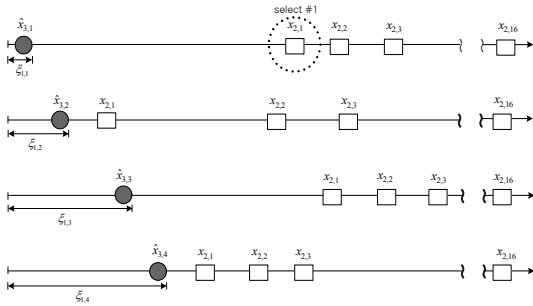 select #1
x̂3,1 x2,1 x2,2 x2,3 x2,16
ξ1,1
x̂3,2 x2,1 x2,2 x2,3 x2,16
ξ1,2
x̂3,3 x2,1 x2,2 x2,3 x2,16
ξ1,3
x̂3,4 x2,1 x2,2 x2,3 x2,16
ξ1,4